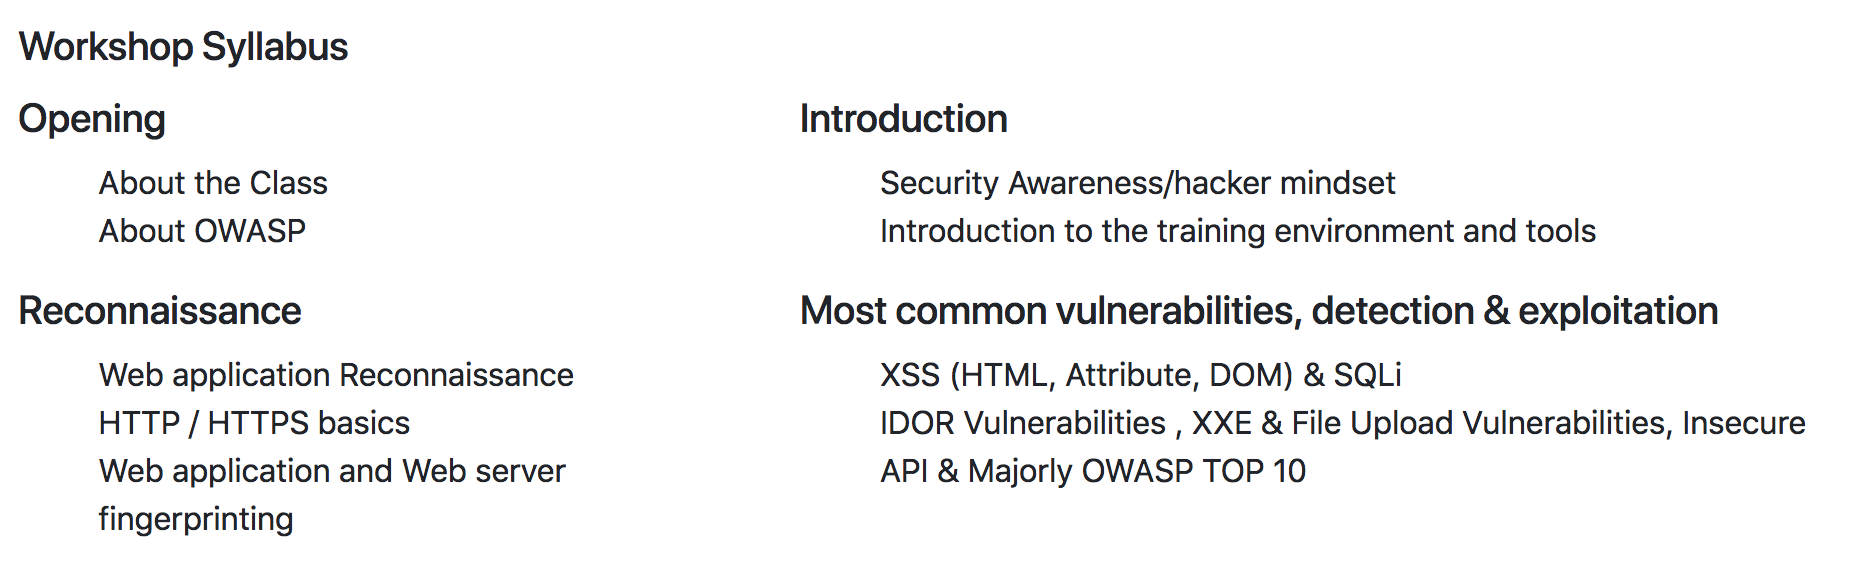 Workshop Syllabus
Opening
About the Class
About OWASP
Introduction
Security Awareness/hacker mindset
Introduction to the training environment and tools
Reconnaissance
Web application Reconnaissance
HTTP / HTTPS basics
Web application and Web server
fingerprinting
Most common vulnerabilities, detection & exploitation
XSS (HTML, Attribute, DOM) & SQLi
IDOR Vulnerabilities , XXE & File Upload Vulnerabilities, Insecure
API & Majorly OWASP TOP 10